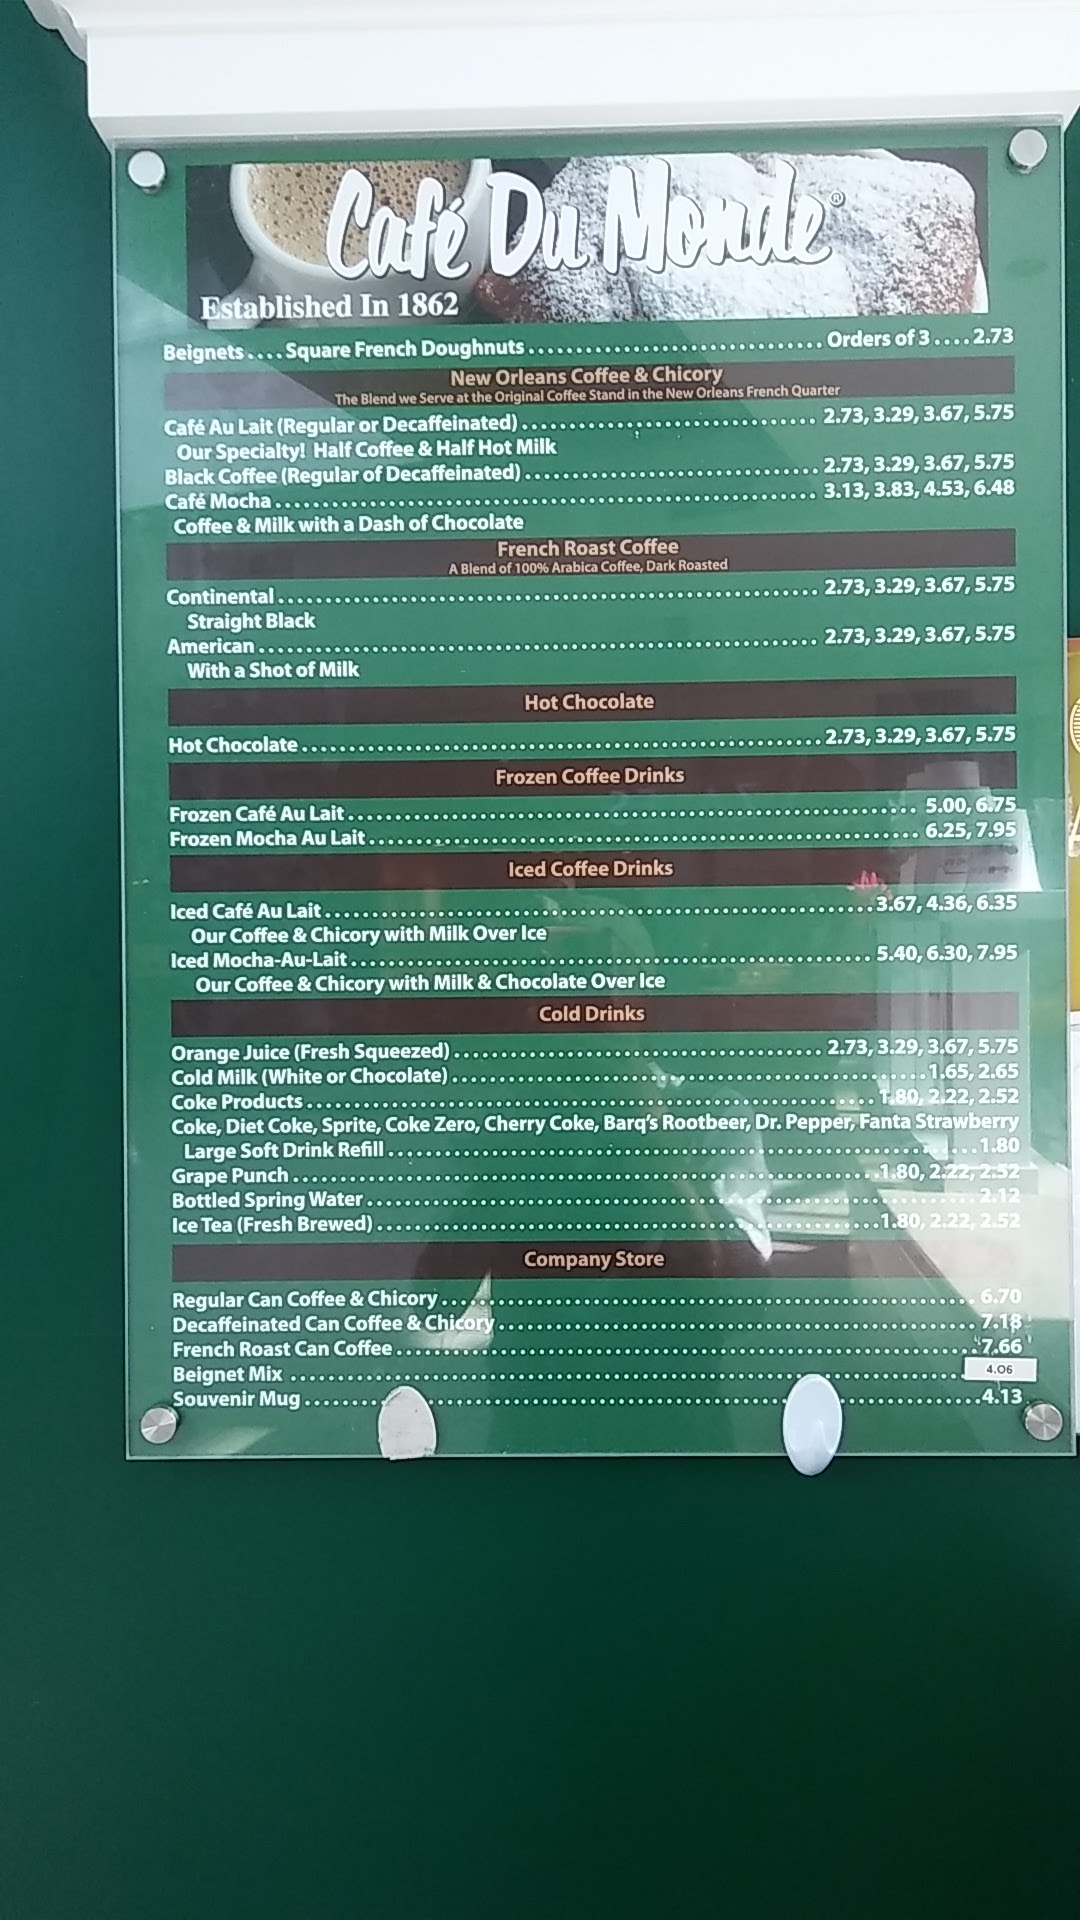 Café Du Monde®
Established In 1862
Beignets....Square French Doughnuts................................Orders of 3....2.73
New Orleans Coffee & Chicory
The Blend we Serve at the Original Coffee Stand in the New Orleans French Quarter
Café Au Lait (Regular or Decaffeinated)................................ 2.73, 3.29, 3.67, 5.75
Our Specialty! Half Coffee & Half Hot Milk
Black Coffee (Regular of Decaffeinated)................................ 2.73, 3.29, 3.67, 5.75
Café Mocha................................ 3.13, 3.83, 4.53, 6.48
Coffee & Milk with a Dash of Chocolate
French Roast Coffee
A Blend of 100% Arabica Coffee, Dark Roasted
Continental................................ 2.73, 3.29, 3.67, 5.75
Straight Black
American................................ 2.73, 3.29, 3.67, 5.75
With a Shot of Milk
Hot Chocolate
Hot Chocolate................................2.73, 3.29, 3.67, 5.75
Frozen Coffee Drinks
Frozen Café Au Lait................................ 5.00, 6.75
Frozen Mocha Au Lait................................ 6.25, 7.95
Iced Coffee Drinks
Iced Café Au Lait................................3.67, 4.36, 6.35
Our Coffee & Chicory with Milk Over Ice
Iced Mocha-Au-Lait................................ 5.40, 6.30, 7.95
Our Coffee & Chicory with Milk & Chocolate Over Ice
Cold Drinks
Orange Juice (Fresh Squeezed)................................ 2.73, 3.29, 3.67, 5.75
Cold Milk (White or Chocolate)................................1.65, 2.65
Coke Products................................1.80, 2.22, 2.52
Coke, Diet Coke, Sprite, Coke Zero, Cherry Coke, Barq's Rootbeer, Dr. Pepper, Fanta Strawberry
Large Soft Drink Refill................................1.80
Grape Punch................................1.80, 2.22, 2.52
Bottled Spring Water................................2.12
Ice Tea (Fresh Brewed)................................1.80, 2.22, 2.52
Company Store
Regular Can Coffee & Chicory................................ 6.70
Decaffeinated Can Coffee & Chicory................................7.18
French Roast Can Coffee................................7.66
Beignet Mix ................................4.06
Souvenir Mug................................4.13